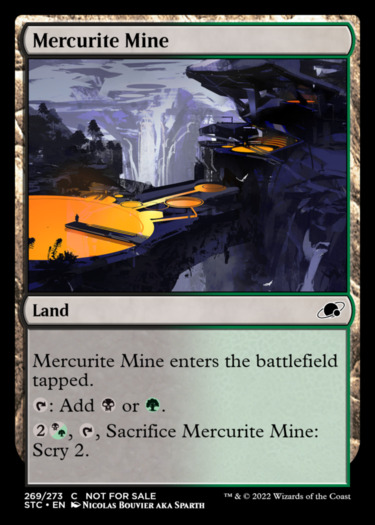 Mercurite Mine
Land
Mercurite Mine enters the battlefield
tapped.
: Add or .
2 , , Sacrifice Mercurite Mine:
Scry 2.
269/273 C NOT FOR SALE
STC • EN Nicolas Bouvier aka Sparth
™ & © 2022 Wizards of the Coast